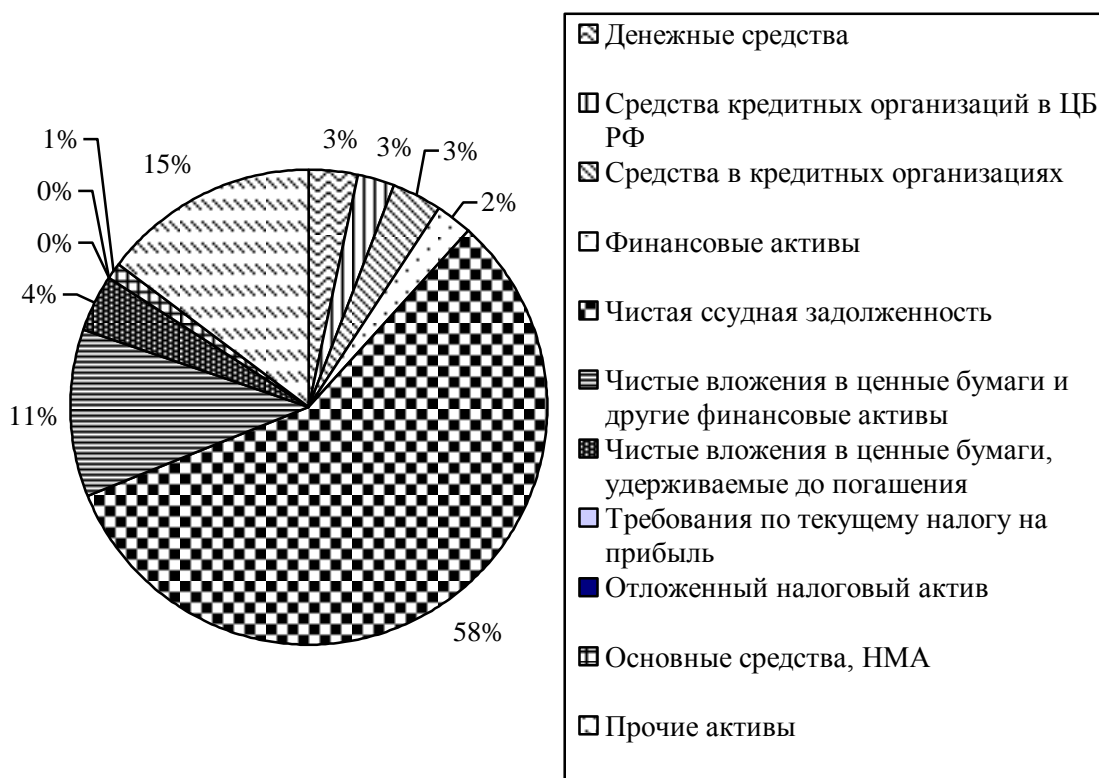 1%
0%
0%
4%
11%
15%
3%
3%
3%
2%
58%
Денежные средства
Средства кредитных организаций в ЦБ
РФ
Средства в кредитных организациях
Финансовые активы
Чистая ссудная задолженность
Чистые вложения в ценные бумаги и
другие финансовые активы
Чистые вложения в ценные бумаги,
удерживаемые до погашения
Требования по текущему налогу на
прибыль
Отложенный налоговый актив
Основные средства, НМА
Прочие активы